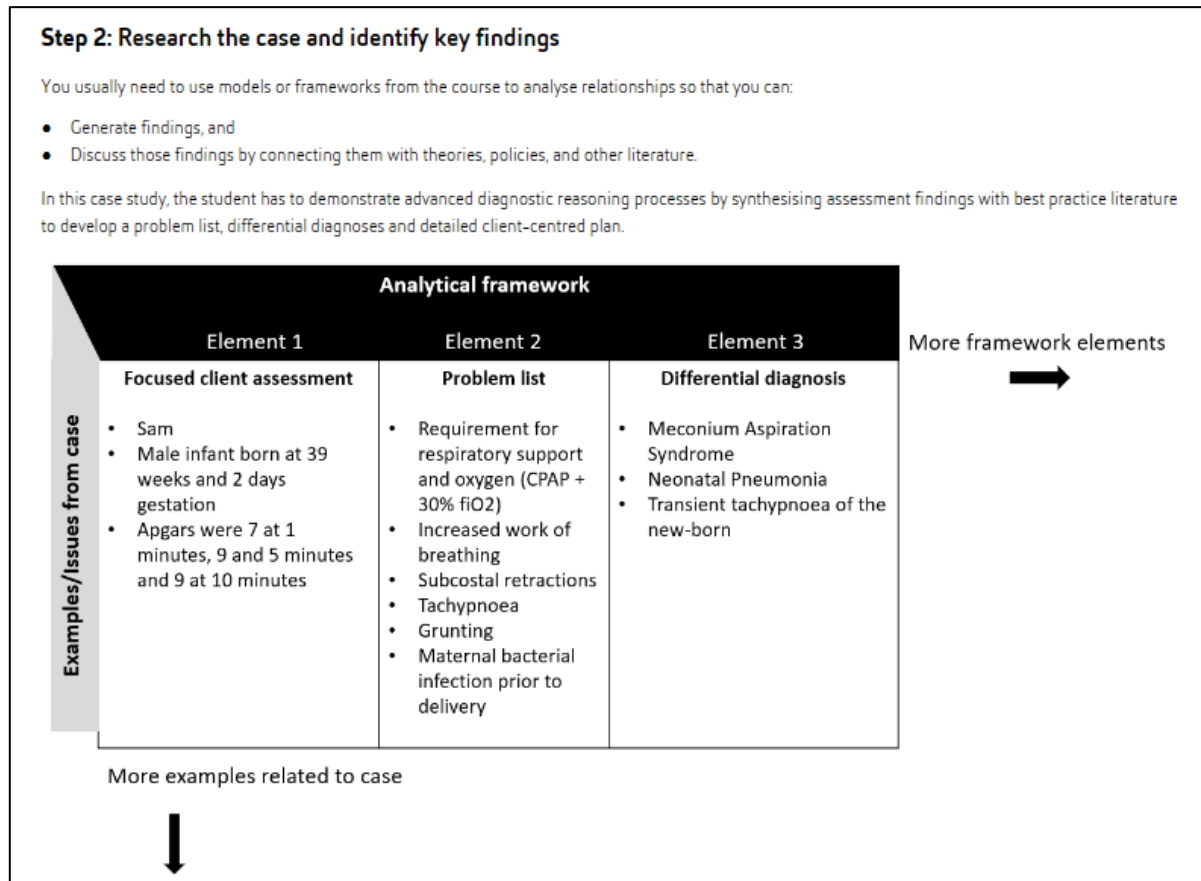 Step 2: Research the case and identify key findings
You usually need to use models or frameworks from the course to analyse relationships so that you can:
● Generate findings, and
● Discuss those findings by connecting them with theories, policies, and other literature.
In this case study, the student has to demonstrate advanced diagnostic reasoning processes by synthesising assessment findings with best practice literature
to develop a problem list, differential diagnoses and detailed client-centred plan.
Analytical framework
Element 1
Element 2
Element 3
More framework elements
Examples/Issues from case
Focused client assessment
• Sam
• Male infant born at 39
weeks and 2 days
gestation
• Apgars were 7 at 1
minutes, 9 and 5 minutes
and 9 at 10 minutes
Problem list
• Requirement for
respiratory support
and oxygen (CPAP +
30% fiO2)
• Increased work of
breathing
• Subcostal retractions
• Tachypnoea
• Grunting
• Maternal bacterial
infection prior to
delivery
Differential diagnosis
• Meconium Aspiration
Syndrome
• Neonatal Pneumonia
• Transient tachypnoea of the
new-born
More examples related to case